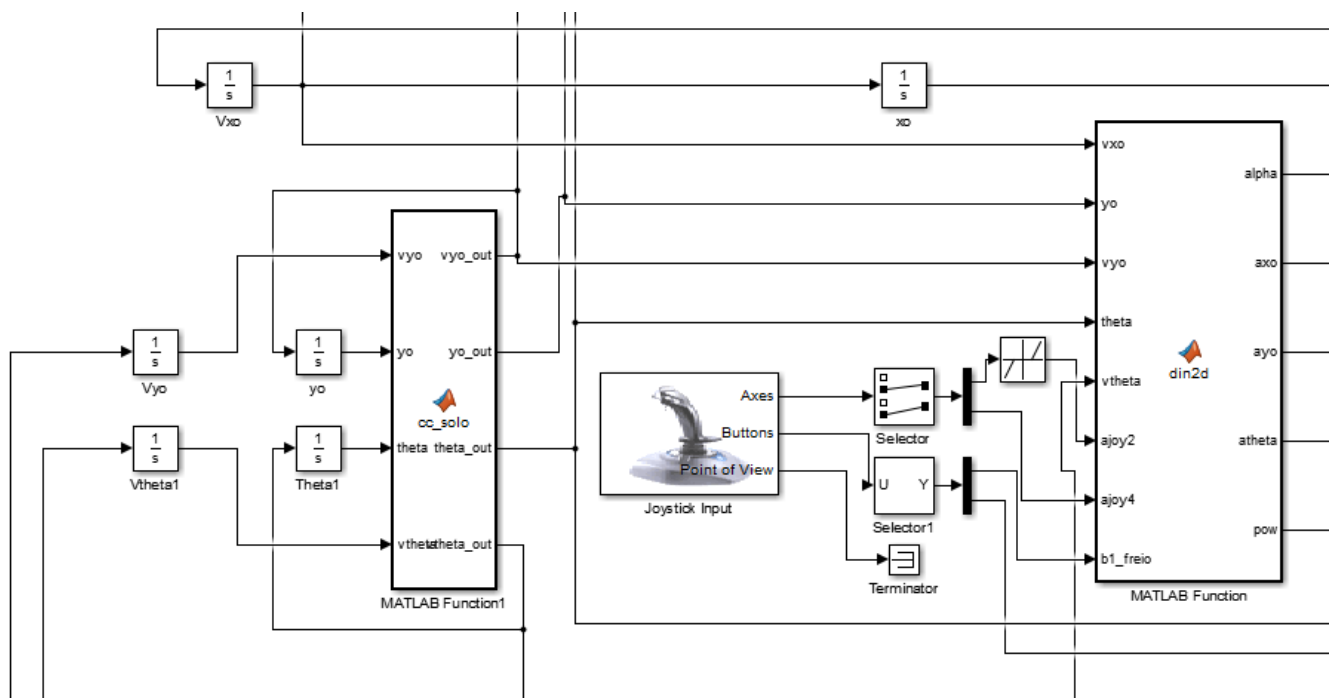 1
s
Vxo
1
s
xo
vxo
alpha
yo
vyo
vyo_out
vyo
axo
theta
1
s
Vyo
1
s
yo
yo
yo_out
ayo
din2d
vtheta
cc_solo
Axes
Selector
Buttons
ajoy2
atheta
1
s
Vtheta1
1
s
Theta1
theta
theta_out
Point of View
U
Y
ajoy4
Joystick Input
Selector1
pow
vtheta
vtheta_out
b1_freio
Terminator
MATLAB Function1
MATLAB Function